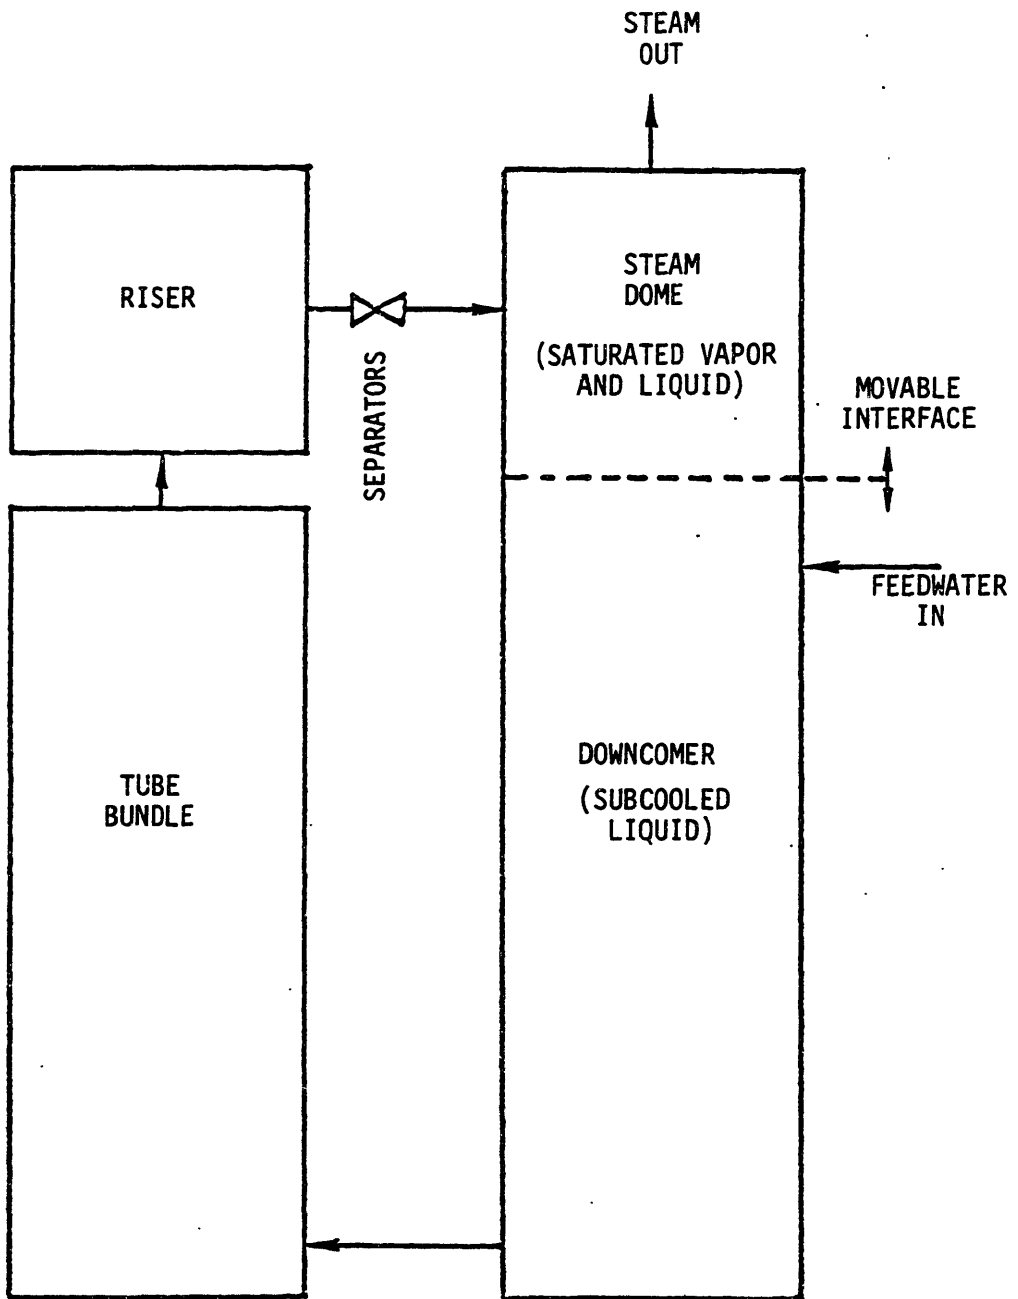 STEAM
OUT
RISER
SEPARATORS
STEAM
DOME
(SATURATED VAPOR
AND LIQUID)
MOVABLE
INTERFACE
FEEDWATER
IN
TUBE
BUNDLE
DOWNCOMER
(SUBCOOLED
LIQUID)